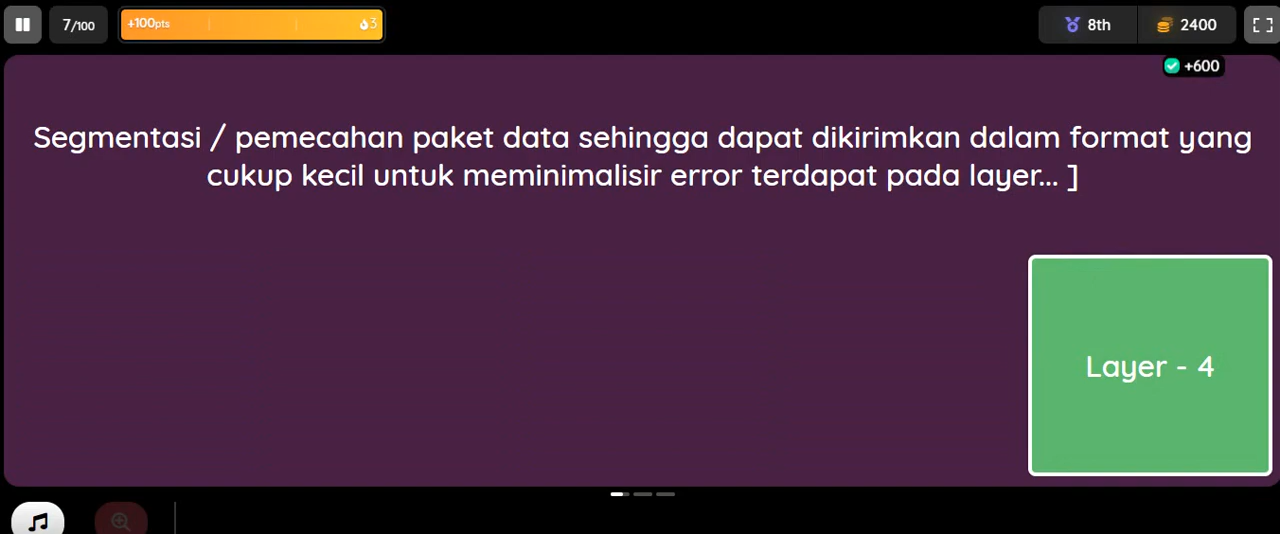 7/100
+100pts
3
8th
2400
+600
Segmentasi / pemecahan paket data sehingga dapat dikirimkan dalam format yang
cukup kecil untuk meminimalisir error terdapat pada layer... ]
Layer - 4